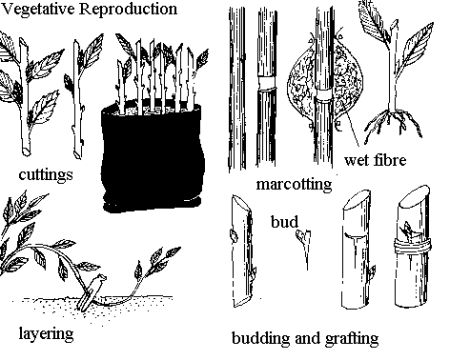 Vegetative Reproduction
cuttings
wet fibre
marcotting
bud
layering
budding and grafting